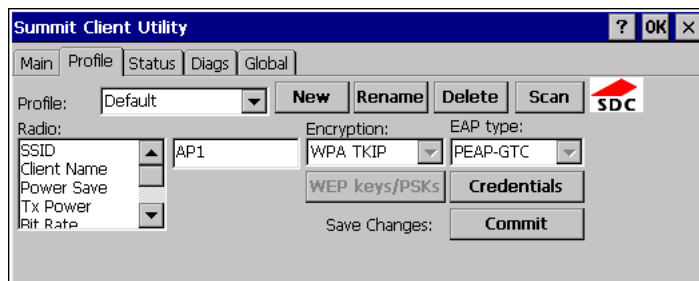 Summit Client Utility ? OK ×
Main Profile Status Diags Global
Profile: Default New Rename Delete Scan SDC
Radio: Encryption: EAP type:
SSID AP1 WPA TKIP PEAP-GTC
Client Name
Power Save WEP keys/PSKs Credentials
Tx Power
Bit Rate Save Changes: Commit